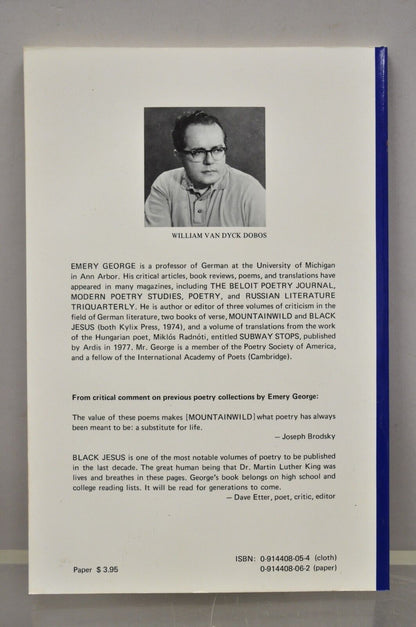 WILLIAM VAN DYCK DOBOS
EMERY GEORGE is a professor of German at the University of Michigan
in Ann Arbor. His critical articles, book reviews, poems, and translations have
appeared in many magazines, including THE BELOIT POETRY JOURNAL,
MODERN POETRY STUDIES, POETRY, and RUSSIAN LITERATURE
TRIQUARTERLY. He is author or editor of three volumes of criticism in the
field of German literature, two books of verse, MOUNTAINWILD and BLACK
JESUS (both Kylix Press, 1974), and a volume of translations from the work
of the Hungarian poet, Miklós Radnóti, entitled SUBWAY STOPS, published
by Ardis in 1977. Mr. George is a member of the Poetry Society of America,
and a fellow of the International Academy of Poets (Cambridge).
From critical comment on previous poetry collections by Emery George:
The value of these poems makes [MOUNTAINWILD] what poetry has always
been meant to be: a substitute for life.
— Joseph Brodsky
BLACK JESUS is one of the most notable volumes of poetry to be published
in the last decade. The great human being that Dr. Martin Luther King was
lives and breathes in these pages. George's book belongs on high school and
college reading lists. It will be read for generations to come.
— Dave Etter, poet, critic, editor
ISBN: 0-914408-05-4 (cloth)
Paper $ 3.95 0-914408-06-2 (paper)